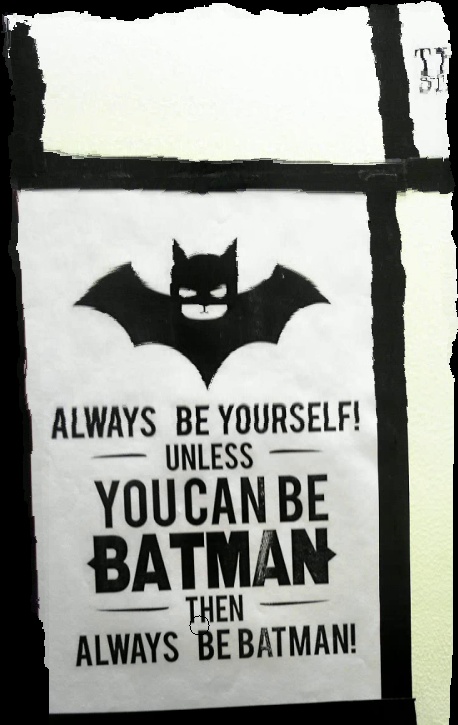 ALWAYS BE YOURSELF!
UNLESS
YOU CAN BE
BATMAN
THEN
ALWAYS BE BATMAN!